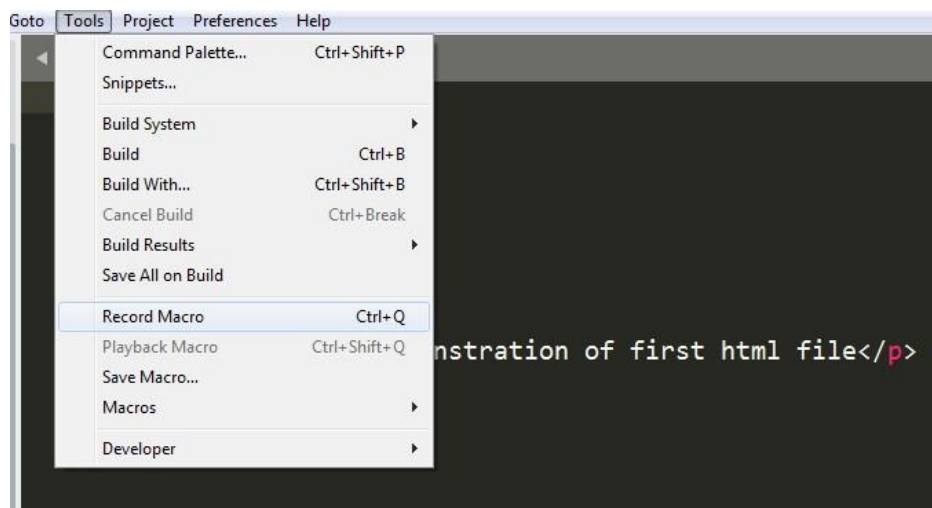 Goto Tools Project Preferences Help
Command Palette... Ctrl+Shift+P
Snippets...
Build System
Build Ctrl+B
Build With... Ctrl+Shift+B
Cancel Build Ctrl+Break
Build Results
Save All on Build
Record Macro Ctrl+Q
Playback Macro Ctrl+Shift+Q
nstration of first html file</p>
Save Macro...
Macros
Developer